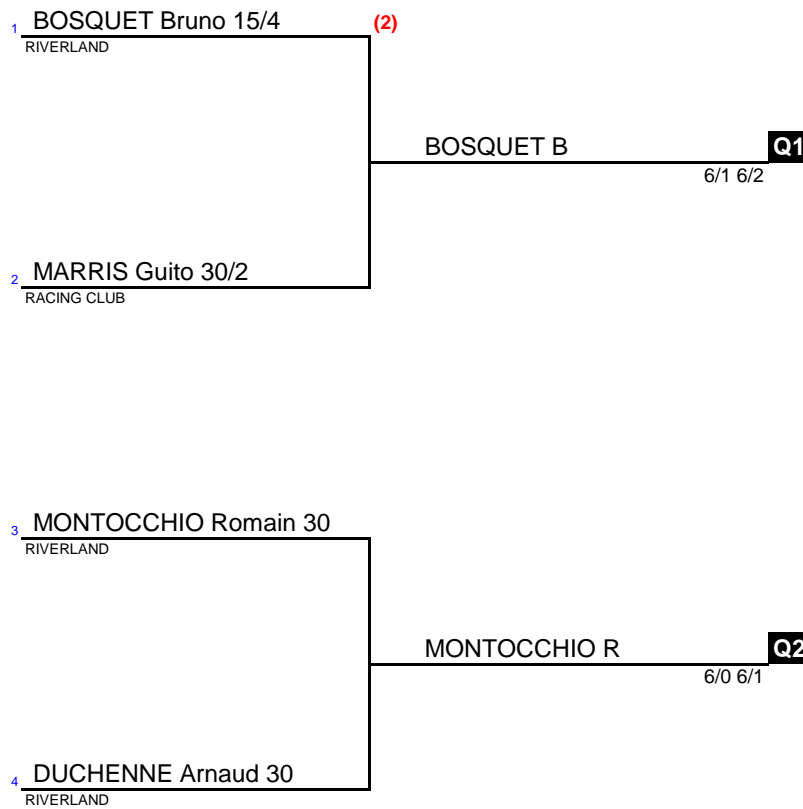 1 BOSQUET Bruno 15/4 (2)
RIVERLAND
BOSQUET B Q1
6/1 6/2
2 MARRIS Guito 30/2
RACING CLUB
3 MONTOCCHIO Romain 30
RIVERLAND
MONTOCCHIO R Q2
6/0 6/1
4 DUCHENNE Arnaud 30
RIVERLAND